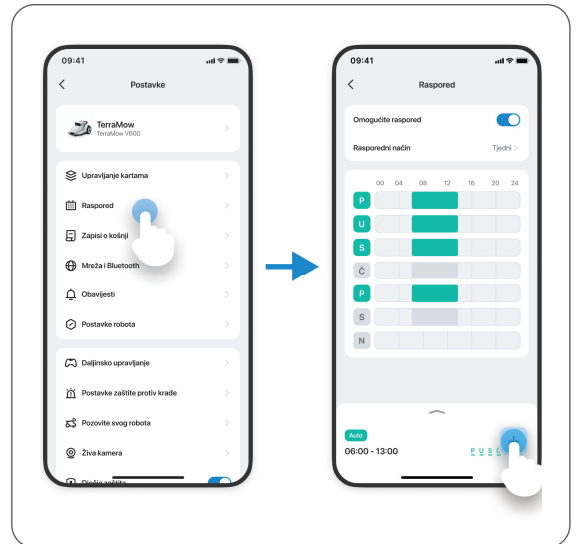 09:41
Postavke
TerraMow
TerraMow V600
Upravljanje kartama
Raspored
Zapisi o košnji
Mreža i Bluetooth
Obavijesti
Postavke robota
Daljinsko upravljanje
Postavke zaštite protiv krađe
Pozovite svog robota
Živa kamera
Dječja zaštita
09:41
Raspored
Omogućite raspored
Rasporedni način Tjedni
00 04 08 12 16 20 24
P
U
S
Č
P
S
N
Auto
06:00 - 13:00 P U S Č